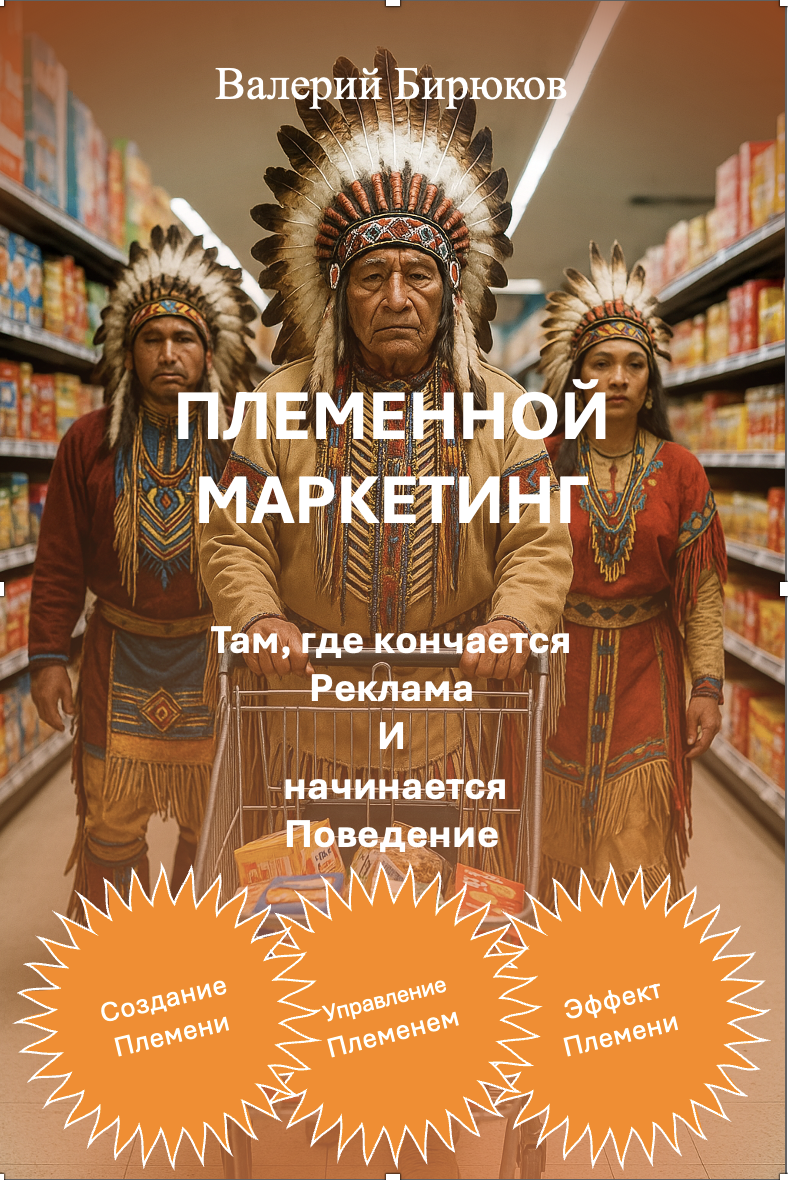 Валерий Бирюков
ПЛЕМЕННОЙ
МАРКЕТИНГ
Там, где кончается
Реклама
И
начинается
Поведение
Создание
Племени
Управление
Племенем
Эффект
Племени